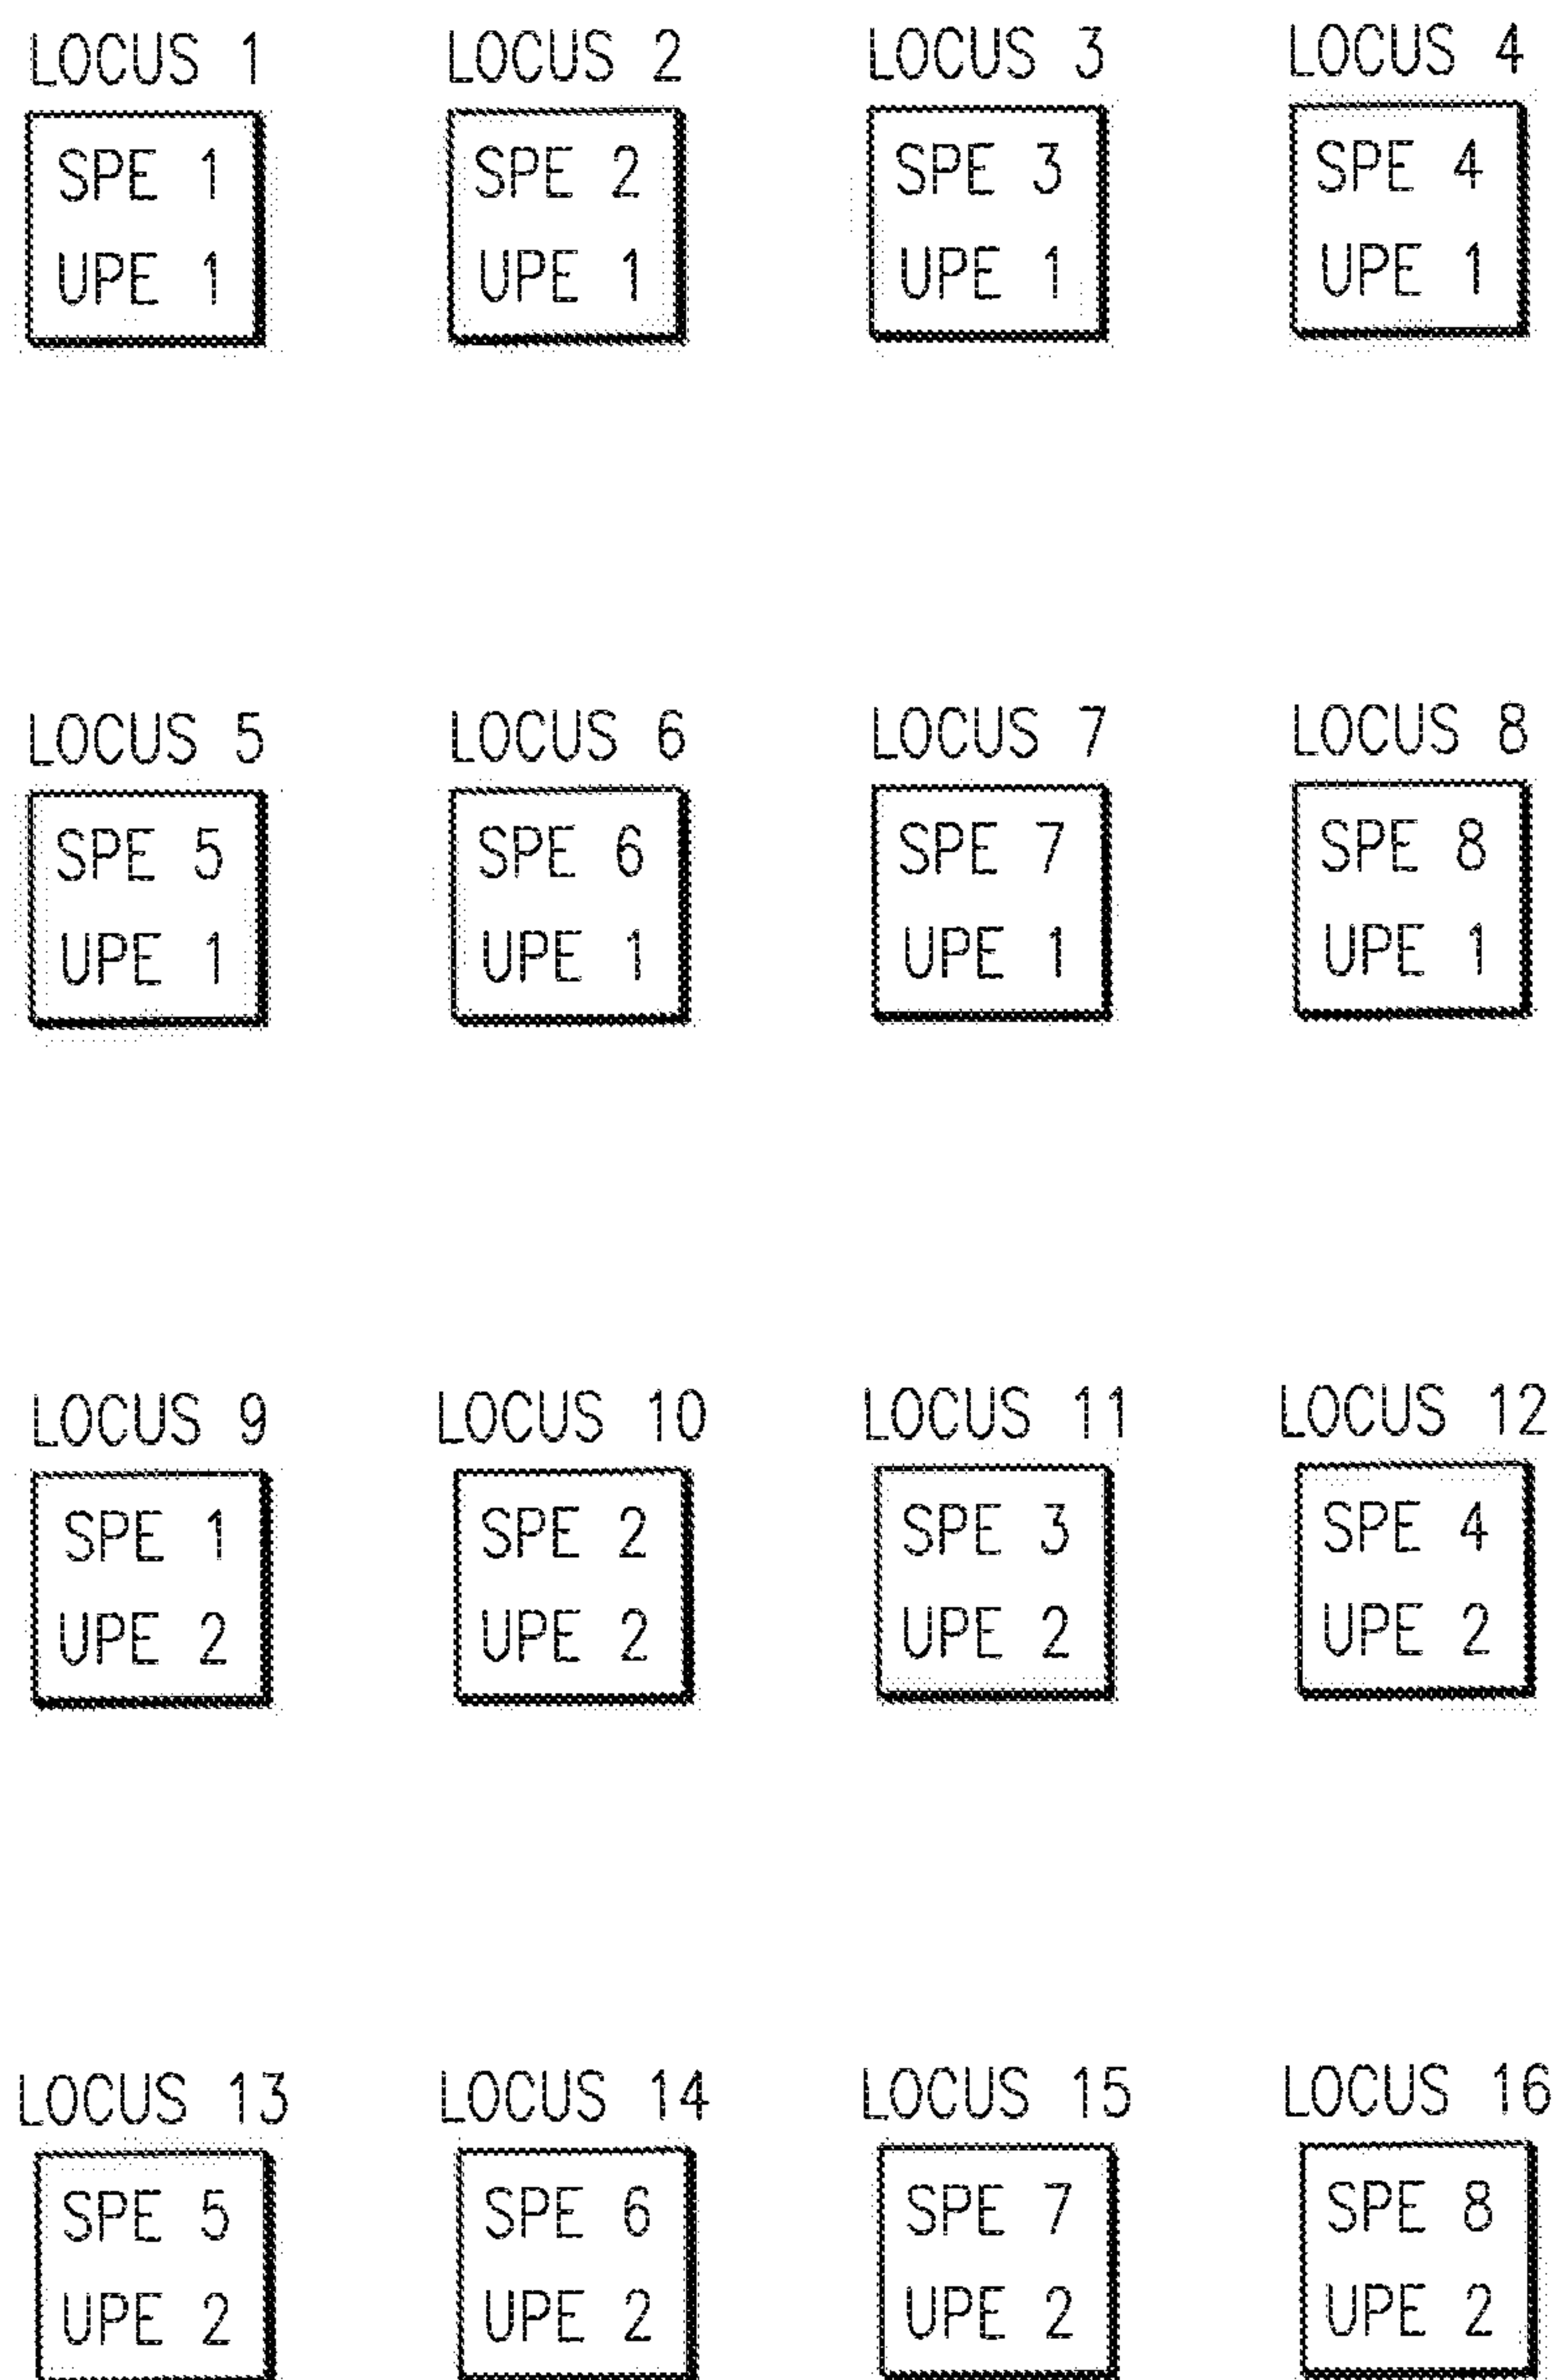 LOCUS 1 LOCUS 2 LOCUS 3 LOCUS 4
SPE 1 SPE 2 SPE 3 SPE 4
UPE 1 UPE 1 UPE 1 UPE 1
LOCUS 5 LOCUS 6 LOCUS 7 LOCUS 8
SPE 5 SPE 6 SPE 7 SPE 8
UPE 1 UPE 1 UPE 1 UPE 1
LOCUS 9 LOCUS 10 LOCUS 11 LOCUS 12
SPE 1 SPE 2 SPE 3 SPE 4
UPE 2 UPE 2 UPE 2 UPE 2
LOCUS 13 LOCUS 14 LOCUS 15 LOCUS 16
SPE 5 SPE 6 SPE 7 SPE 8
UPE 2 UPE 2 UPE 2 UPE 2